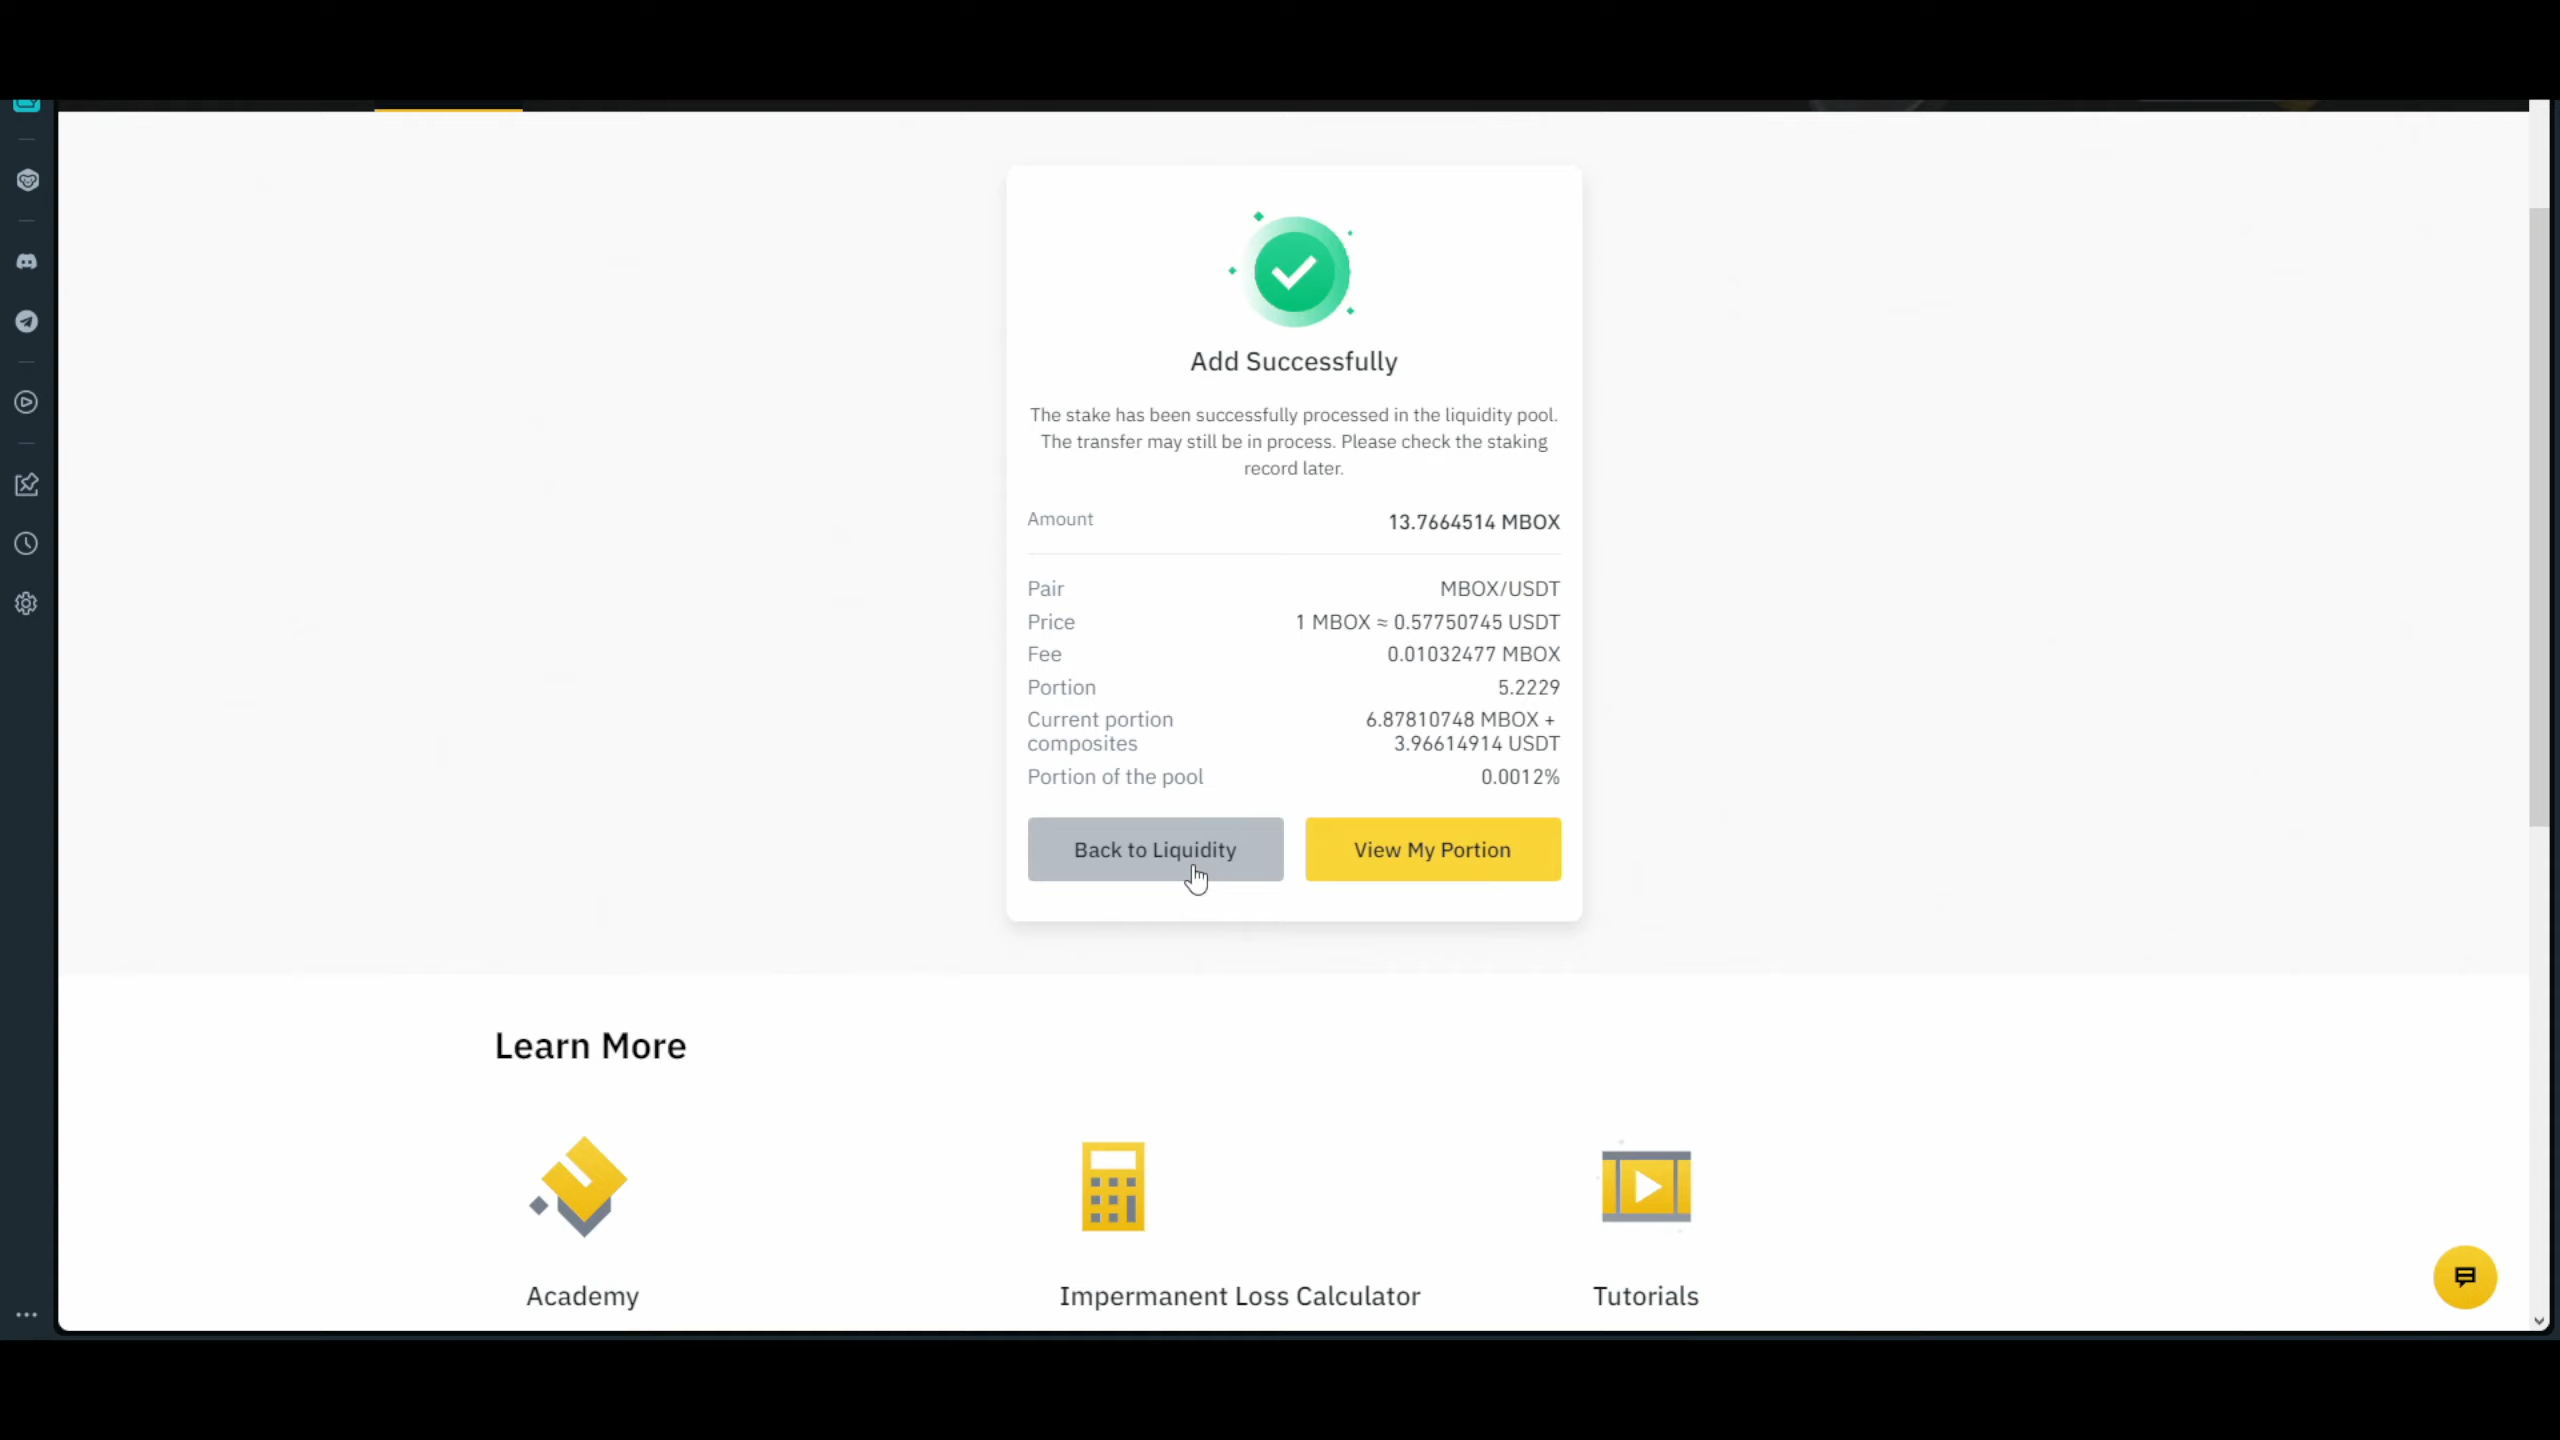 Add Successfully
The stake has been successfully processed in the liquidity pool.
The transfer may still be in process. Please check the staking
record later.
Amount 13.7664514 MBOX
Pair MBOX/USDT
Price 1 MBOX ≈ 0.57750745 USDT
Fee 0.01032477 MBOX
Portion 5.2229
Current portion 6.87810748 MBOX +
composites 3.96614914 USDT
Portion of the pool 0.0012%
Back to Liquidity View My Portion
Learn More
Academy Impermanent Loss Calculator Tutorials